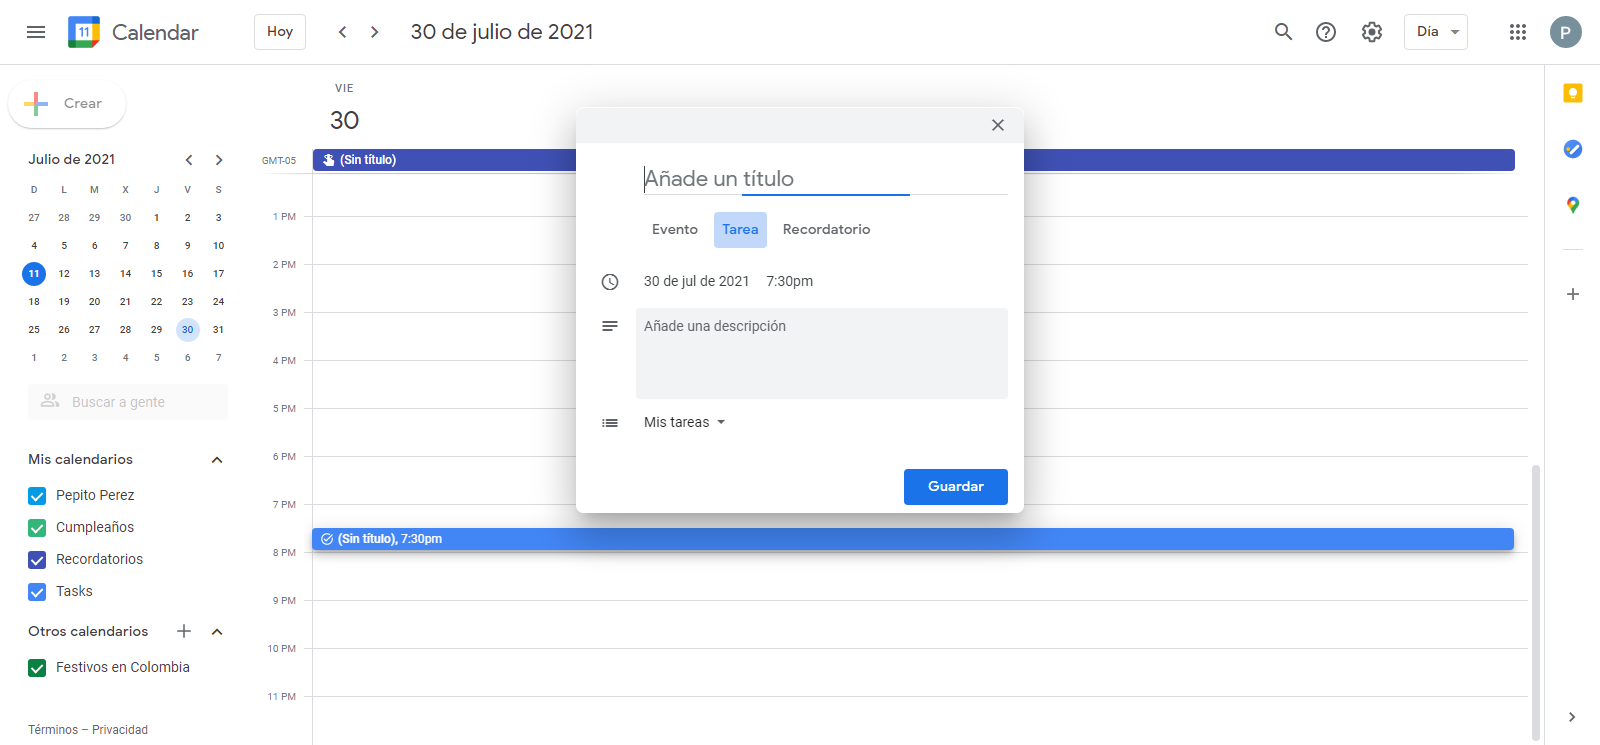 11 Calendar
Hoy
30 de julio de 2021
Día
P
Crear
Julio de 2021
D L M X J V S
27 28 29 30 1 2 3
4 5 6 7 8 9 10
11 12 13 14 15 16 17
18 19 20 21 22 23 24
25 26 27 28 29 30 31
1 2 3 4 5 6 7
Buscar a gente
Mis calendarios
Pepito Perez
Cumpleaños
Recordatorios
Tasks
Otros calendarios
Festivos en Colombia
Términos – Privacidad
VIE
30
GMT-05
(Sin título)
1 PM
2 PM
3 PM
4 PM
5 PM
6 PM
7 PM
8 PM
9 PM
10 PM
11 PM
(Sin título), 7:30pm
Añade un título
Evento Tarea Recordatorio
30 de jul de 2021 7:30pm
Añade una descripción
Mis tareas
Guardar